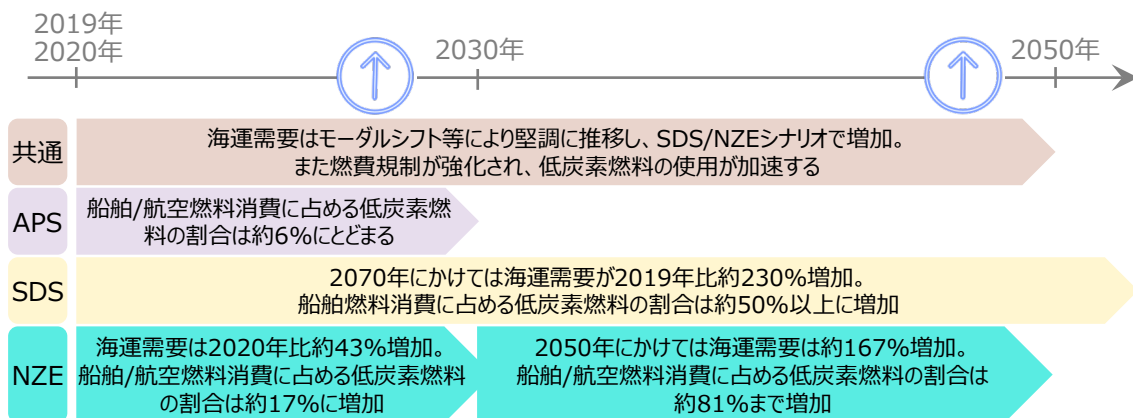 2019年
2020年
2030年
2050年
共通
海運需要はモーダルシフト等により堅調に推移し、SDS/NZEシナリオで増加。
また燃費規制が強化され、低炭素燃料の使用が加速する
APS
船舶/航空燃料消費に占める低炭素燃
料の割合は約6%にとどまる
SDS
2070年にかけては海運需要が2019年比約230%増加。
船舶燃料消費に占める低炭素燃料の割合は約50%以上に増加
NZE
海運需要は2020年比約43%増加。
船舶/航空燃料消費に占める低炭素燃料
の割合は約17%に増加
2050年にかけては海運需要は約167%増加。
船舶/航空燃料消費に占める低炭素燃料の割合は
約81%まで増加